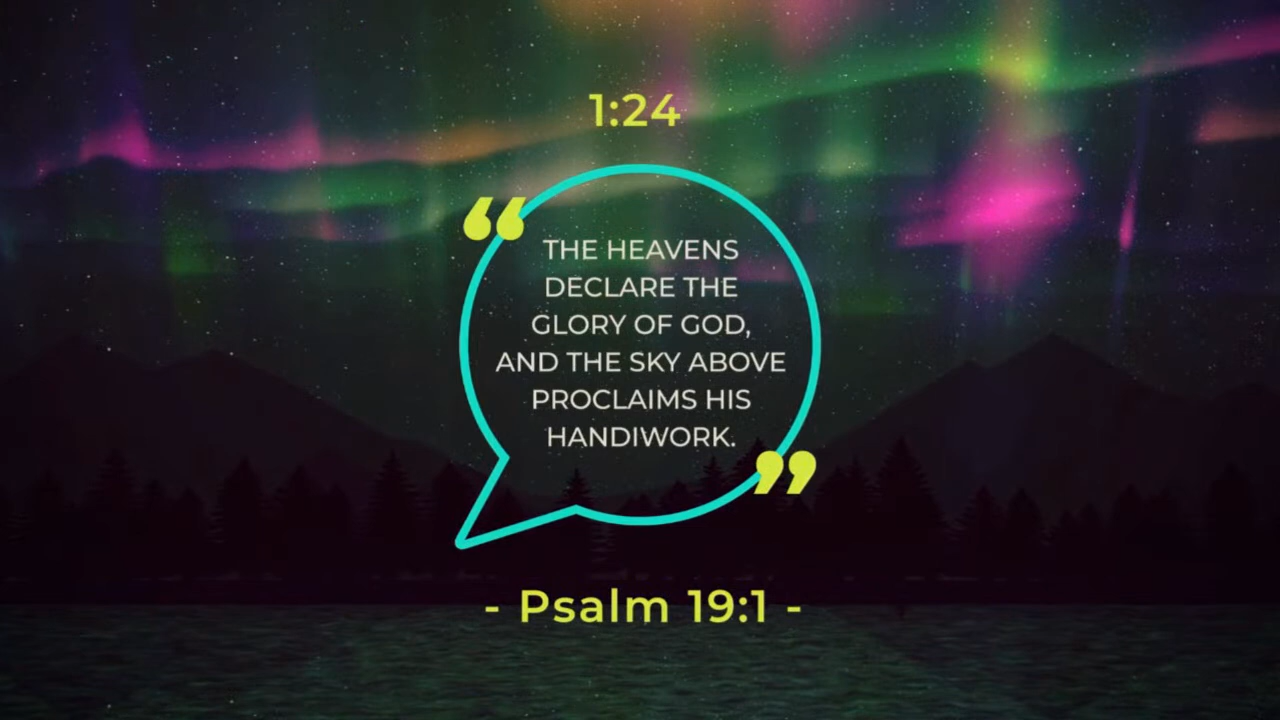 1:24
“THE HEAVENS
DECLARE THE
GLORY OF GOD,
AND THE SKY ABOVE
PROCLAIMS HIS
HANDIWORK.”
- Psalm 19:1 -